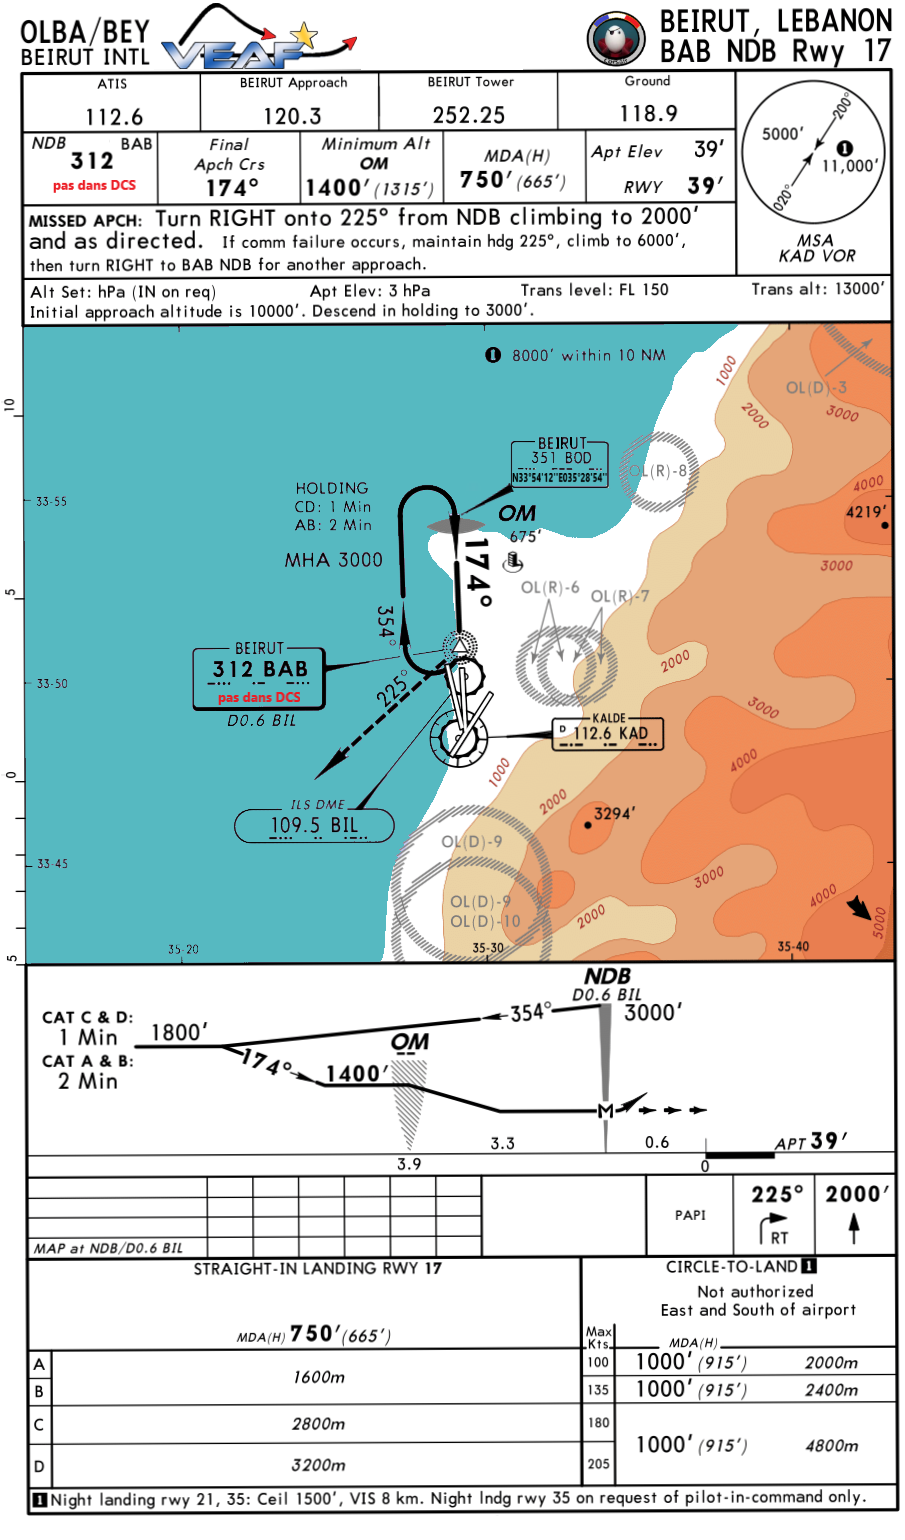 OLBA/BEY
BEIRUT INTL
VEAF
BEIRUT, LEBANON
BAB NDB Rwy 17
ATIS
112.6
BEIRUT Approach
120.3
BEIRUT Tower
252.25
Ground
118.9
NDB BAB
312
pas dans DCS
Final
Apch Crs
174°
Minimum Alt
OM
1400' (1315')
MDA(H)
750' (665')
Apt Elev 39'
RWY 39'
5000'
200°
1
11,000'
020°
MSA
KAD VOR
MISSED APCH: Turn RIGHT onto 225° from NDB climbing to 2000'
and as directed. If comm failure occurs, maintain hdg 225°, climb to 6000',
then turn RIGHT to BAB NDB for another approach.
Alt Set: hPa (IN on req) Apt Elev: 3 hPa Trans level: FL 150 Trans alt: 13000'
Initial approach altitude is 10000'. Descend in holding to 3000'.
1 8000' within 10 NM
OL(D)-3
1000
2000
3000
10
BEIRUT
351 BOD
N33°54'12"E035°28'54"
OL(R)-8
4000
4219'
33-55
HOLDING
CD: 1 Min
AB: 2 Min
OM
675'
MHA 3000
174°
3000
5
OL(R)-6
OL(R)-7
354°
2000
BEIRUT
312 BAB
pas dans DCS
D0.6 BIL
225°
33-50
3000
KALDE
D 112.6 KAD
4000
0
1000
2000
ILS DME
109.5 BIL
3294'
OL(D)-9
33-45
3000
4000
OL(D)-9
OL(D)-10
2000
5000
5
35-20
35-30
35-40
NDB
D0.6 BIL
CAT C & D:
1 Min
CAT A & B:
2 Min
1800'
354°
3000'
OM
174°
1400'
M
3.3
0.6
APT 39'
3.9
0
MAP at NDB/D0.6 BIL
PAPI
225°
RT
2000'
STRAIGHT-IN LANDING RWY 17
MDA(H) 750' (665')
CIRCLE-TO-LAND 1
Not authorized
East and South of airport
Max
Kts
MDA(H)
A
B
1600m
C
2800m
D
3200m
100 1000' (915') 2000m
135 1000' (915') 2400m
180
205
1000' (915') 4800m
1 Night landing rwy 21, 35: Ceil 1500', VIS 8 km. Night lndg rwy 35 on request of pilot-in-command only.